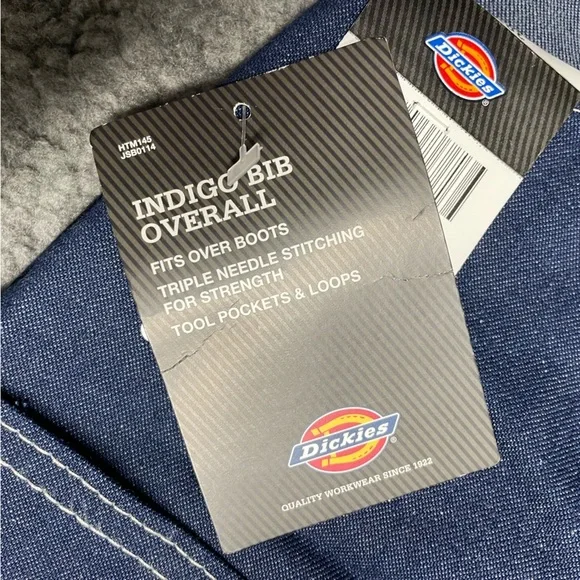 Dickies
HTM145
JSB0114
INDIGO BIB
OVERALL
FITS OVER BOOTS
TRIPLE NEEDLE STITCHING
FOR STRENGTH
TOOL POCKETS & LOOPS
Dickies
QUALITY WORKWEAR SINCE 1922